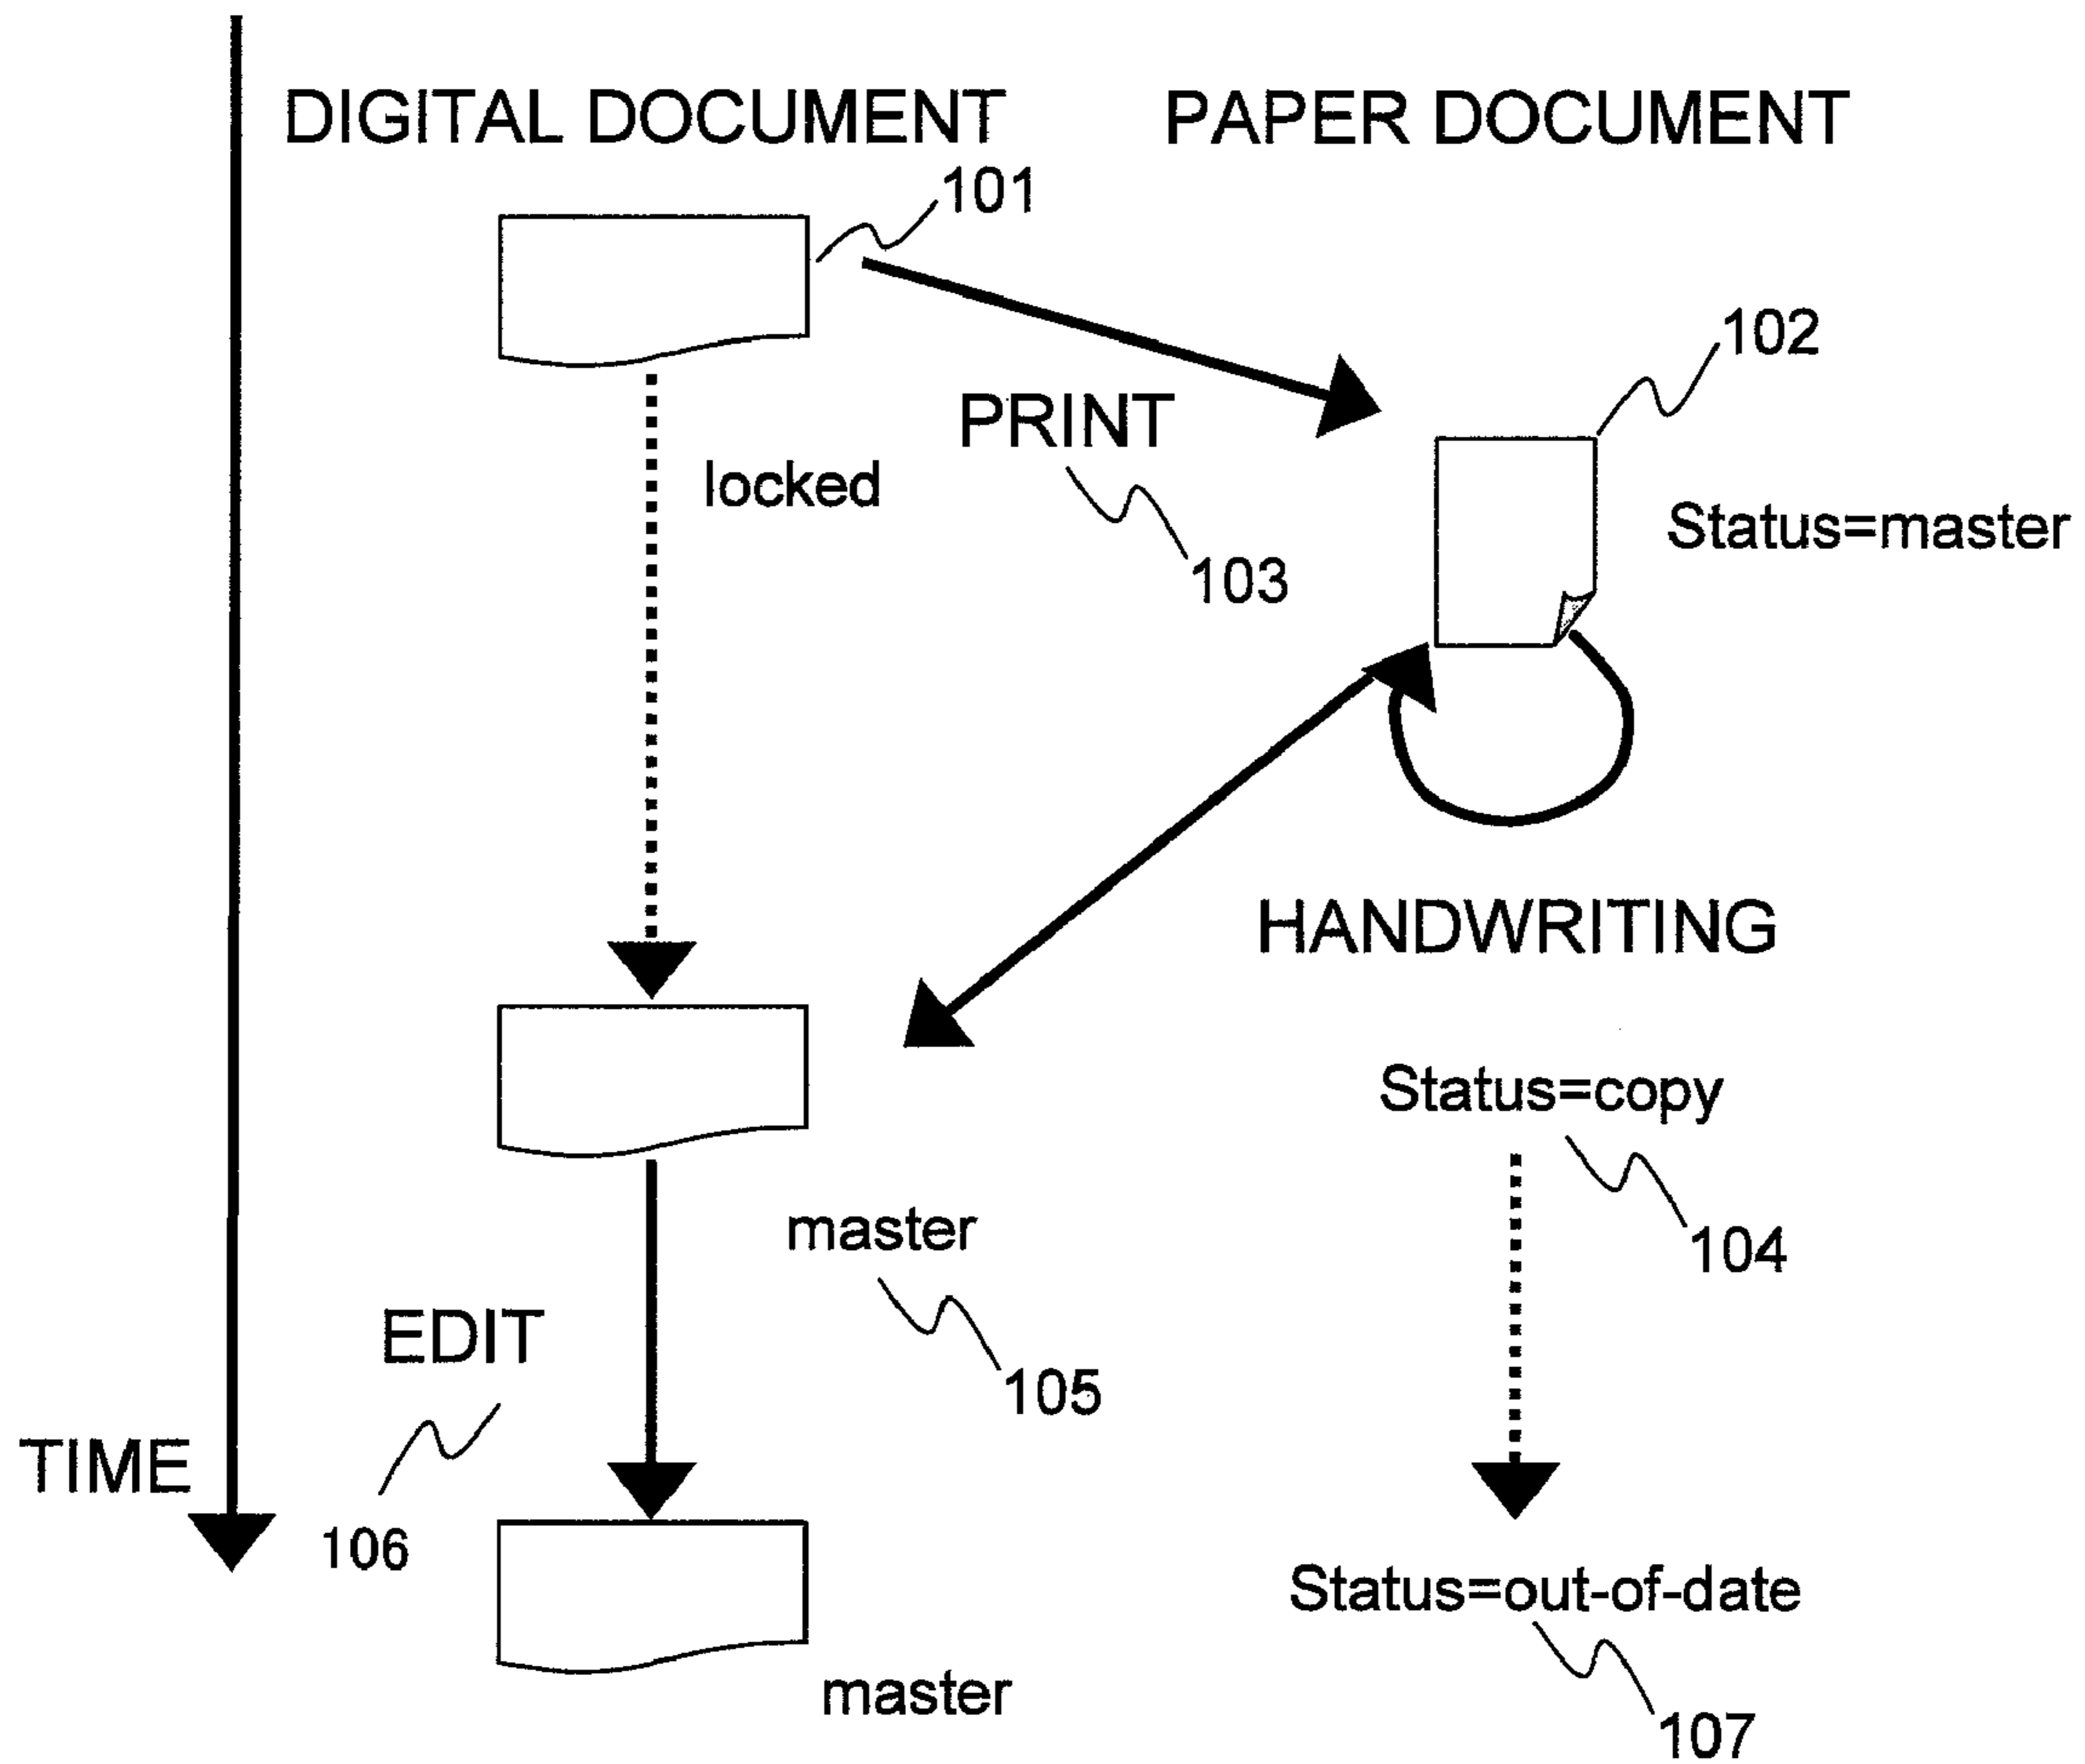 DIGITAL DOCUMENT
PAPER DOCUMENT
101
102
PRINT
locked
Status=master
103
HANDWRITING
Status=copy
master
104
EDIT
105
TIME
106
Status=out-of-date
master
107